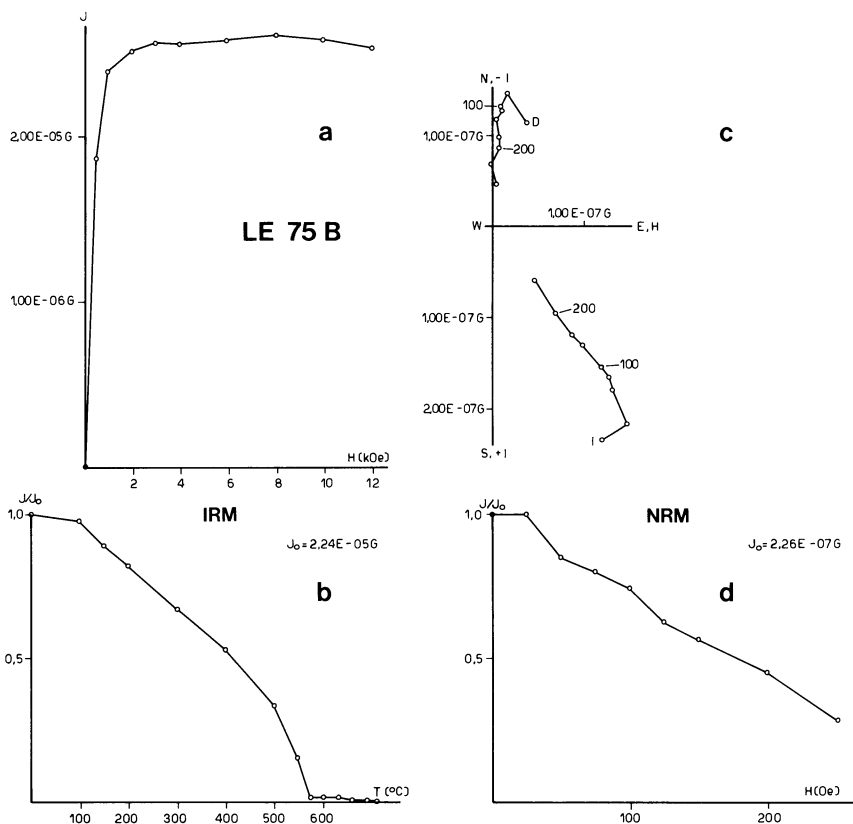 J
2,00E-05G
a
LE 75 B
1,00E-06G
H (kOe)
2 4 6 8 10 12
N, - I
100
D
1,00E-07G
200
c
1,00E-07G
W
E, H
200
1,00E-07G
100
2,00E-07G
I
S, + I
J/J₀
1,0
IRM
J₀=2,24E-05G
b
0,5
T (°C)
100 200 300 400 500 600
J/J₀
1,0
NRM
J₀=2,26E-07G
d
0,5
H(Oe)
100 200